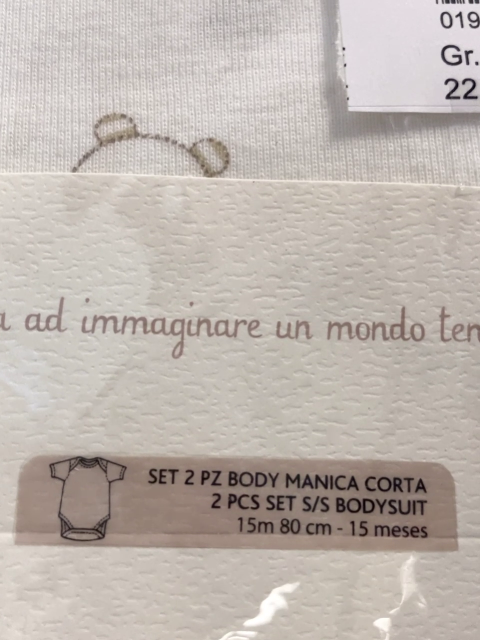 019
Gr.
22
ad immaginare un mondo
SET 2 PZ BODY MANICA CORTA
2 PCS SET S/S BODYSUIT
15m 80 cm - 15 meses